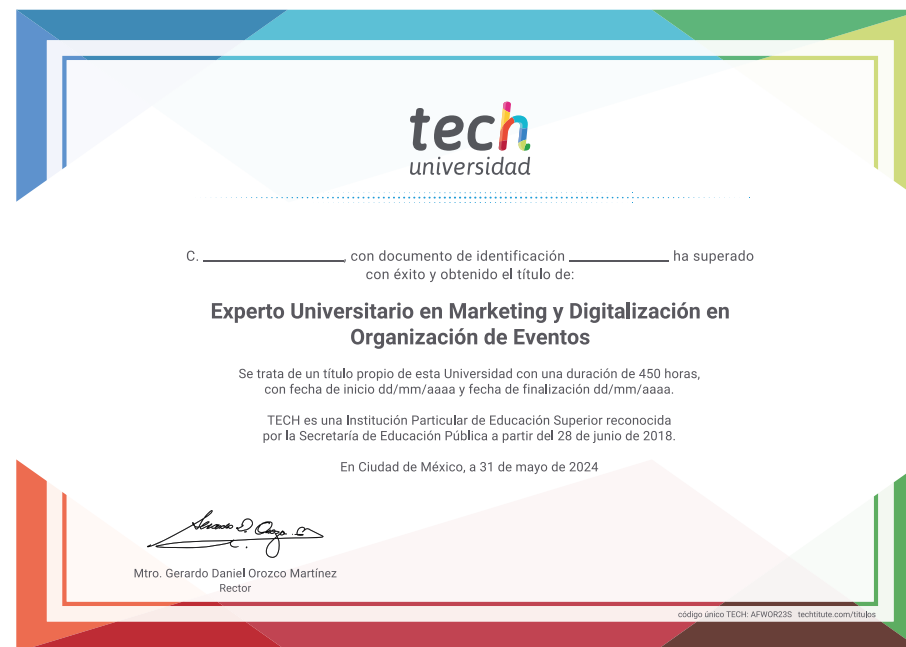 tech
universidad
C. ____________, con documento de identificación ____________ ha superado
con éxito y obtenido el título de:
Experto Universitario en Marketing y Digitalización en
Organización de Eventos
Se trata de un título propio de esta Universidad con una duración de 450 horas,
con fecha de inicio dd/mm/aaaa y fecha de finalización dd/mm/aaaa.
TECH es una Institución Particular de Educación Superior reconocida
por la Secretaría de Educación Pública a partir del 28 de junio de 2018.
En Ciudad de México, a 31 de mayo de 2024
Mtro. Gerardo Daniel Orozco Martínez
Rector
código único TECH: AFWOR23S techtitute.com/titulos